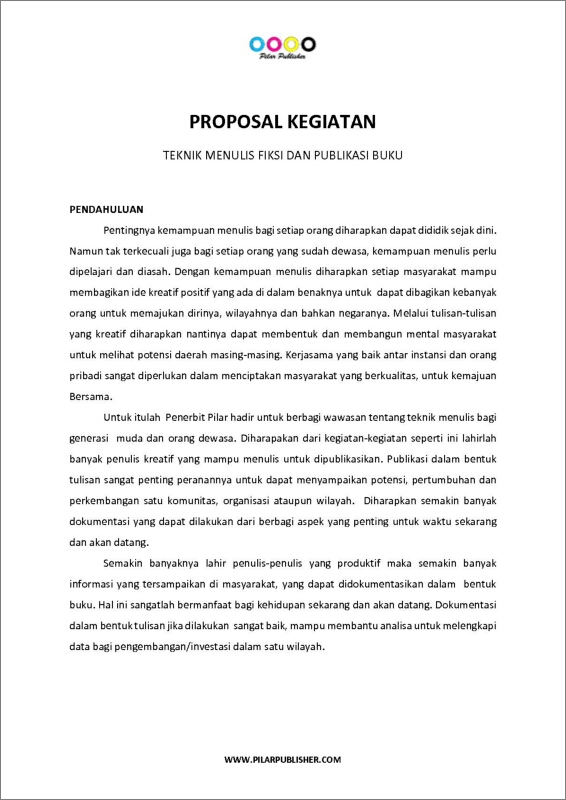 Pilar Publisher
PROPOSAL KEGIATAN
TEKNIK MENULIS FIKSI DAN PUBLIKASI BUKU
PENDAHULUAN
Pentingnya kemampuan menulis bagi setiap orang diharapkan dapat dididik sejak dini.
Namun tak terkecuali juga bagi setiap orang yang sudah dewasa, kemampuan menulis perlu
dipelajari dan diasah. Dengan kemampuan menulis diharapkan setiap masyarakat mampu
membagikan ide kreatif positif yang ada di dalam benaknya untuk dapat dibagikan kebanyak
orang untuk memajukan dirinya, wilayahnya dan bahkan negaranya. Melalui tulisan-tulisan
yang kreatif diharapkan nantinya dapat membentuk dan membangun mental masyarakat
untuk melihat potensi daerah masing-masing. Kerjasama yang baik antar instansi dan orang
pribadi sangat diperlukan dalam menciptakan masyarakat yang berkualitas, untuk kemajuan
Bersama.
Untuk itulah Penerbit Pilar hadir untuk berbagi wawasan tentang teknik menulis bagi
generasi muda dan orang dewasa. Diharapakan dari kegiatan-kegiatan seperti ini lahirlah
banyak penulis kreatif yang mampu menulis untuk dipublikasikan. Publikasi dalam bentuk
tulisan sangat penting peranannya untuk dapat menyampaikan potensi, pertumbuhan dan
perkembangan satu komunitas, organisasi ataupun wilayah. Diharapkan semakin banyak
dokumentasi yang dapat dilakukan dari berbagi aspek yang penting untuk waktu sekarang
dan akan datang.
Semakin banyaknya lahir penulis-penulis yang produktif maka semakin banyak
informasi yang tersampaikan di masyarakat, yang dapat didokumentasikan dalam bentuk
buku. Hal ini sangatlah bermanfaat bagi kehidupan sekarang dan akan datang. Dokumentasi
dalam bentuk tulisan jika dilakukan sangat baik, mampu membantu analisa untuk melengkapi
data bagi pengembangan/investasi dalam satu wilayah.
WWW.PILARPUBLISHER.COM